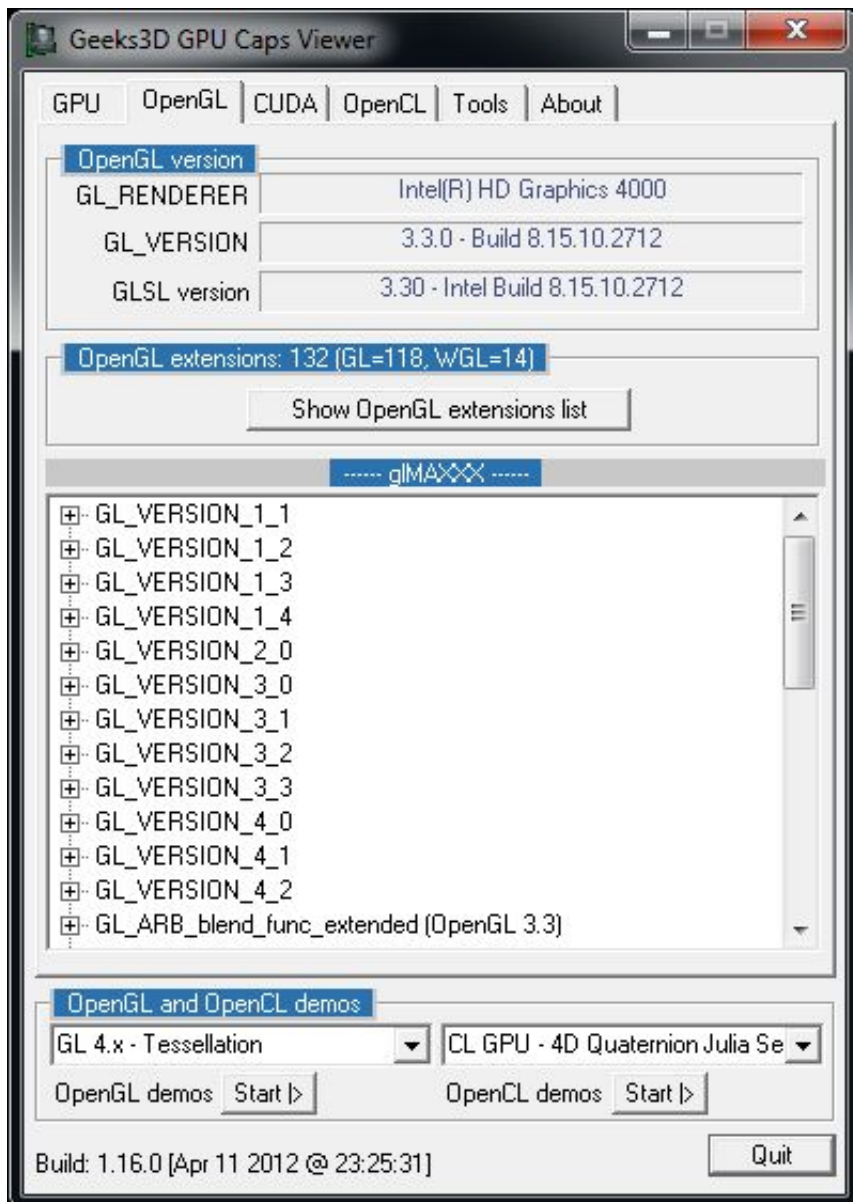 Geeks3D GPU Caps Viewer
GPU OpenGL CUDA OpenCL Tools About
OpenGL version
GL_RENDERER Intel(R) HD Graphics 4000
GL_VERSION 3.3.0 - Build 8.15.10.2712
GLSL version 3.30 - Intel Build 8.15.10.2712
OpenGL extensions: 132 (GL=118, WGL=14)
Show OpenGL extensions list
------ glMAXXX ------
GL_VERSION_1_1
GL_VERSION_1_2
GL_VERSION_1_3
GL_VERSION_1_4
GL_VERSION_2_0
GL_VERSION_3_0
GL_VERSION_3_1
GL_VERSION_3_2
GL_VERSION_3_3
GL_VERSION_4_0
GL_VERSION_4_1
GL_VERSION_4_2
GL_ARB_blend_func_extended (OpenGL 3.3)
OpenGL and OpenCL demos
GL 4.x - Tessellation CL GPU - 4D Quaternion Julia Se
OpenGL demos Start |> OpenCL demos Start |>
Build: 1.16.0 [Apr 11 2012 @ 23:25:31] Quit